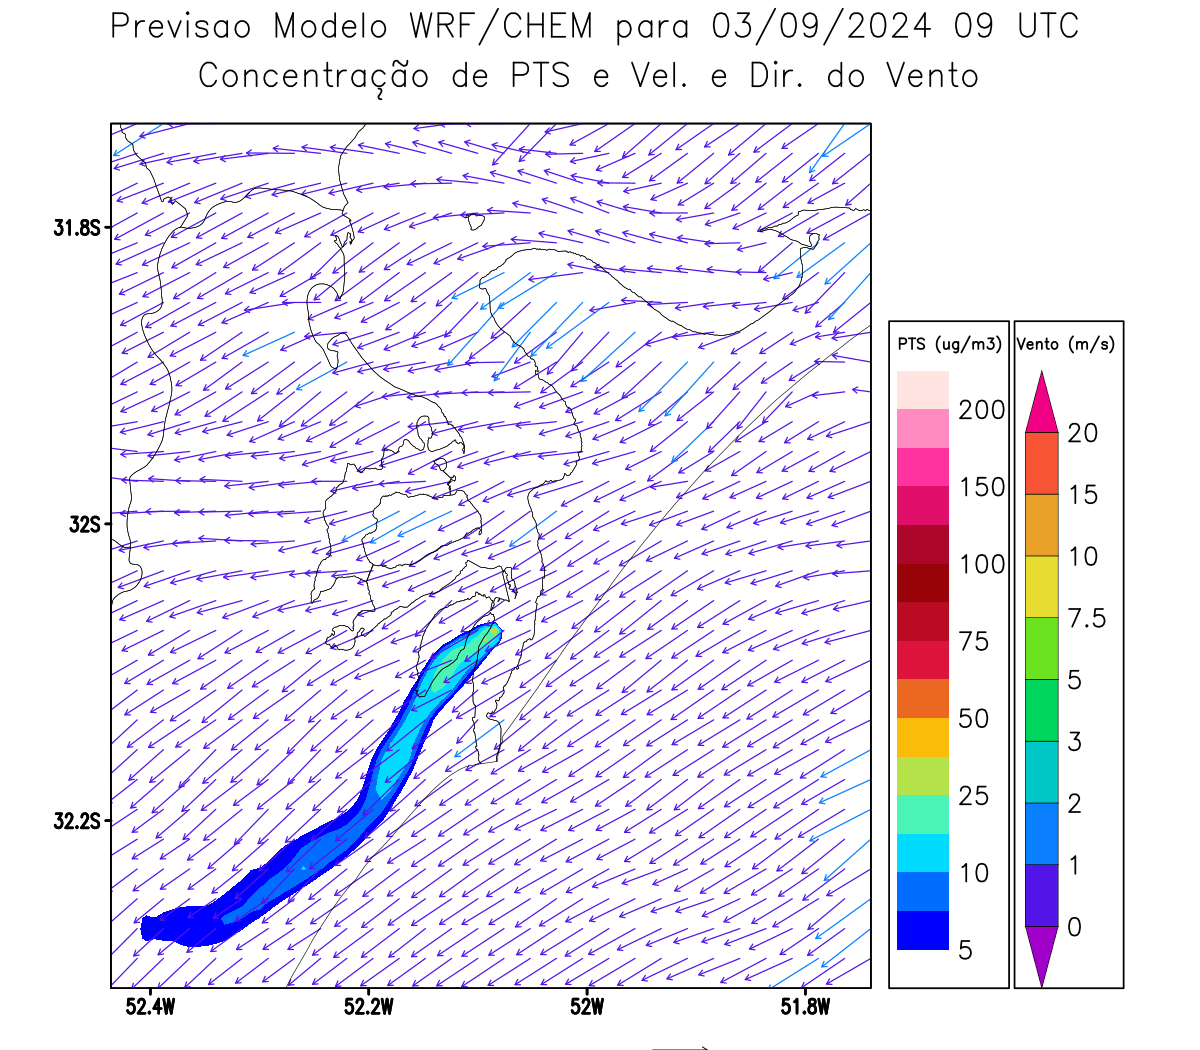 Previsao Modelo WRF/CHEM para 03/09/2024 09 UTC
Concentração de PTS e Vel. e Dir. do Vento
31.8S
32S
32.2S
52.4W
52.2W
52W
51.8W
PTS (ug/m3)
200
150
100
75
50
25
10
5
Vento (m/s)
20
15
10
7.5
5
3
2
1
0